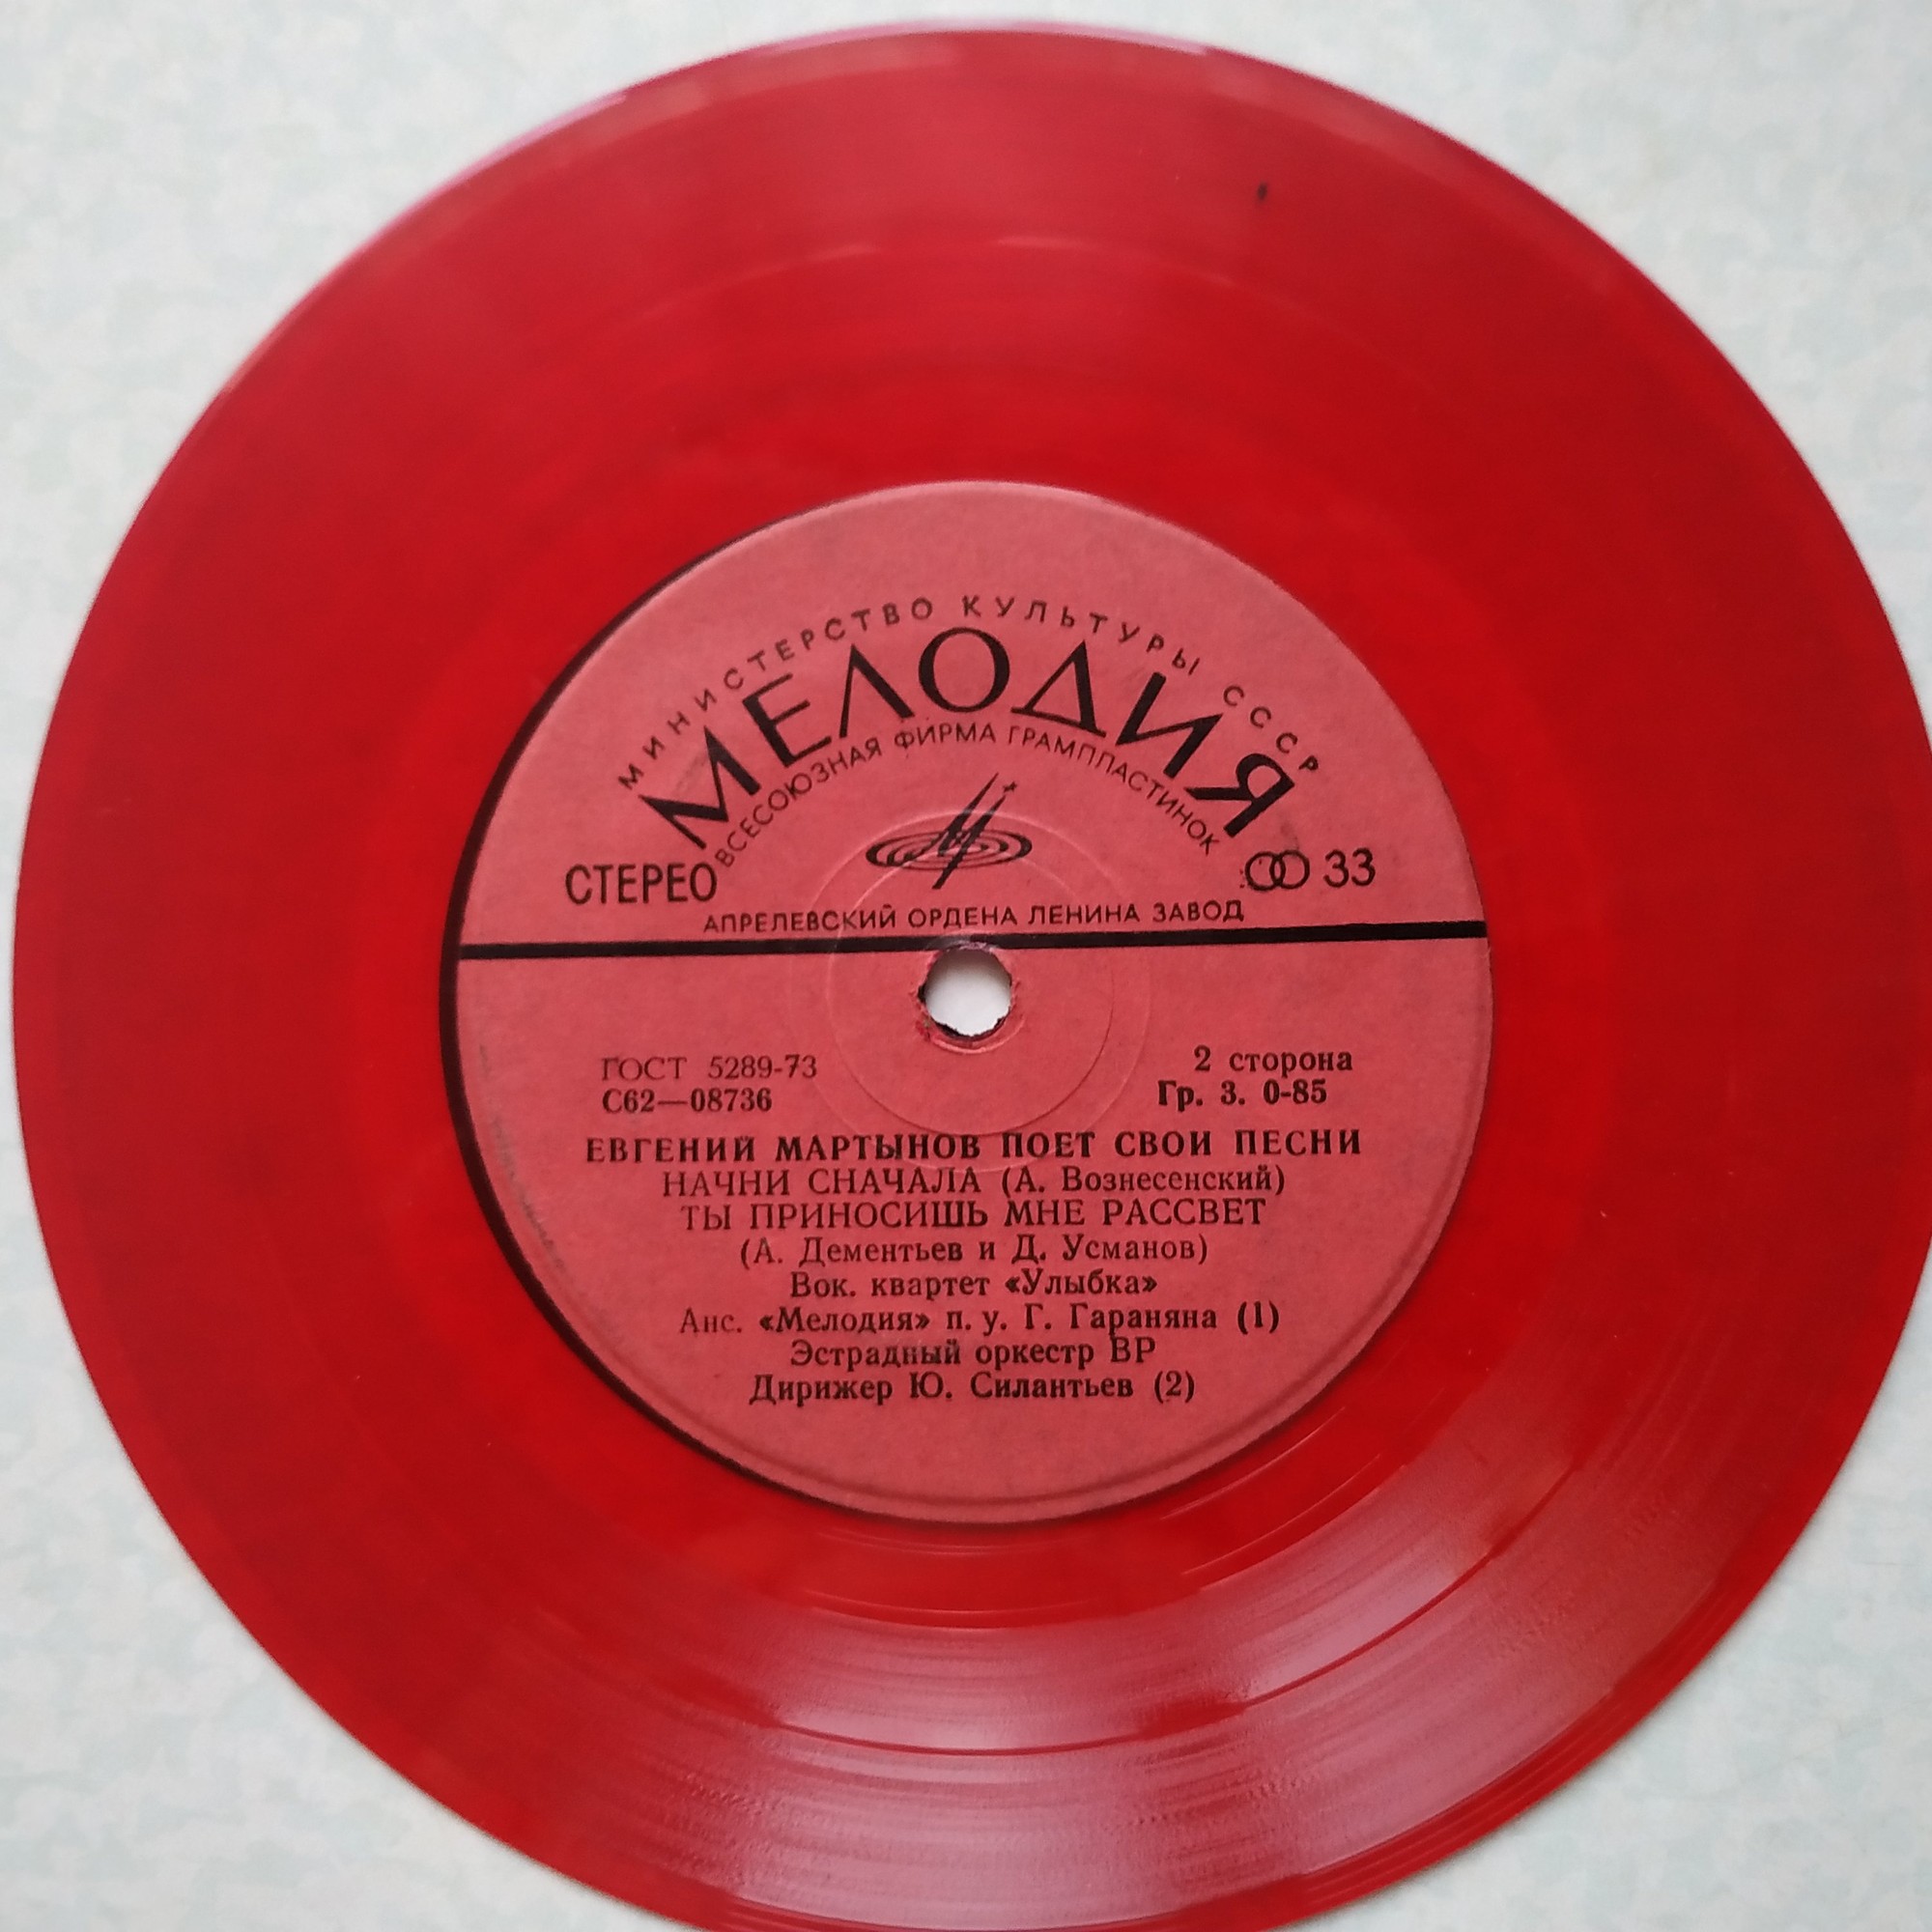 МИНИСТЕРСТВО КУЛЬТУРЫ СССР
МЕЛОДИЯ
ВСЕСОЮЗНАЯ ФИРМА ГРАМПЛАСТИНОК
СТЕРЕО
33
АПРЕЛЕВСКИЙ ОРДЕНА ЛЕНИНА ЗАВОД
ГОСТ 5289-73
2 сторона
С62—08736
Гр. 3. 0-85
ЕВГЕНИЙ МАРТЫНОВ ПОЕТ СВОИ ПЕСНИ
НАЧНИ СНАЧАЛА (А. Вознесенский)
ТЫ ПРИНОСИШЬ МНЕ РАССВЕТ
(А. Дементьев и Д. Усманов)
Вок. квартет «Улыбка»
Анс. «Мелодия» п. у. Г. Гараняна (1)
Эстрадный оркестр ВР
Дирижер Ю. Силантьев (2)